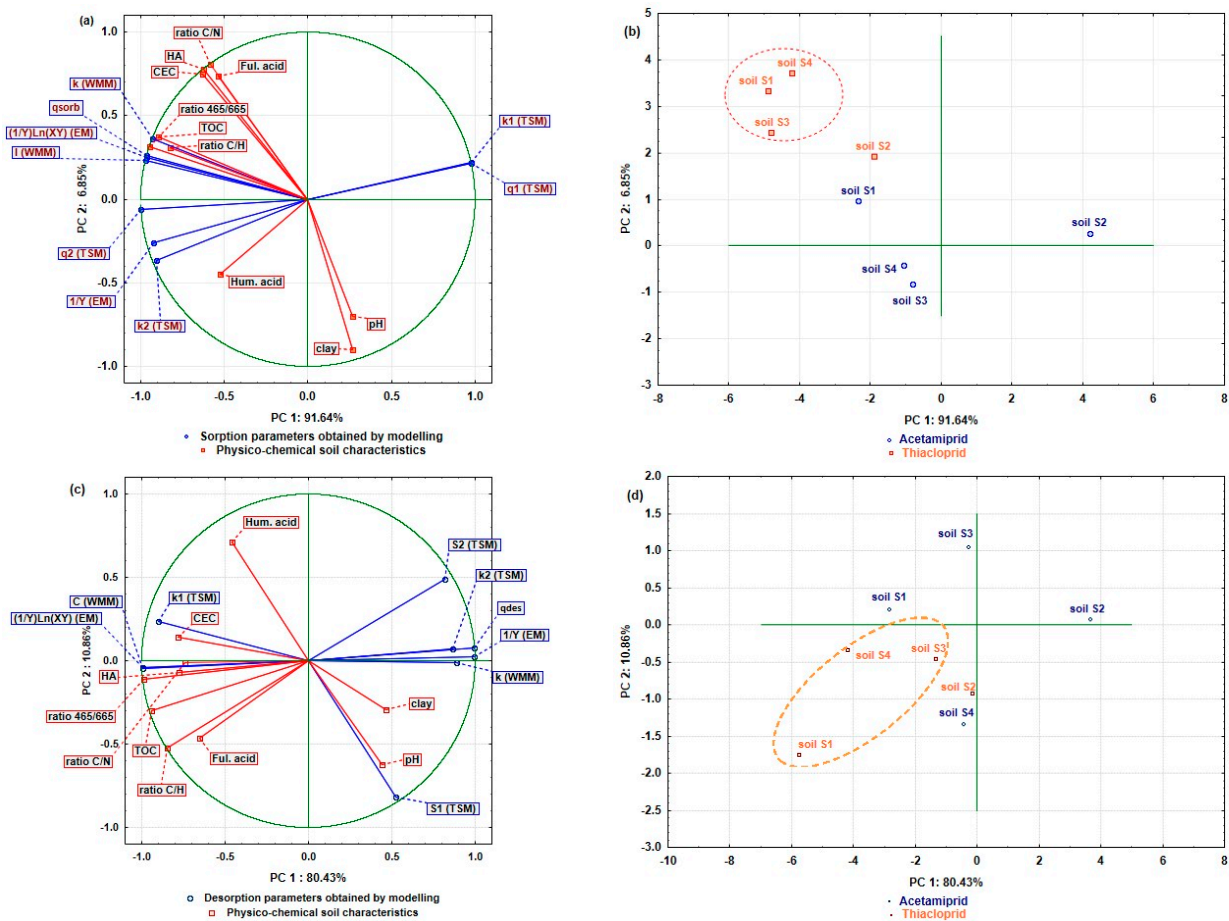 (a)
ratio C/N
HA
Ful. acid
CEC
k (WMM)
qsorb
ratio 465/665
(1/Y)Ln(XY) (EM)
TOC
k1 (TSM)
I (WMM)
ratio C/H
q1 (TSM)
q2 (TSM)
Hum. acid
1/Y (EM)
k2 (TSM)
pH
clay
1.0
0.5
0.0
-0.5
-1.0
PC 2: 6.85%
-1.0 -0.5 0.0 0.5 1.0
PC 1: 91.64%
Sorption parameters obtained by modelling
Physico-chemical soil characteristics
(b)
soil S4
soil S1
soil S3
soil S2
soil S1
soil S2
soil S4
soil S3
5
4
3
2
1
0
-1
-2
-3
PC 2: 6.85%
-8 -6 -4 -2 0 2 4 6 8
PC 1: 91.64%
Acetamiprid
Thiacloprid
(c)
Hum. acid
S2 (TSM)
k2 (TSM)
C (WMM)
k1 (TSM)
qdes
(1/Y)Ln(XY) (EM)
CEC
1/Y (EM)
HA
k (WMM)
ratio 465/665
clay
TOC
ratio C/N
Ful. acid
pH
ratio C/H
S1 (TSM)
1.0
0.5
0.0
-0.5
-1.0
PC 2 : 10.86%
-1.0 -0.5 0.0 0.5 1.0
PC 1 : 80.43%
Desorption parameters obtained by modelling
Physico-chemical soil characteristics
(d)
soil S3
soil S1
soil S2
soil S4
soil S3
soil S2
soil S4
soil S1
2.0
1.5
1.0
0.5
0.0
-0.5
-1.0
-1.5
-2.0
-2.5
-3.0
PC 2: 10.86%
-10 -8 -6 -4 -2 0 2 4 6 8
PC 1: 80.43%
Acetamiprid
Thiacloprid